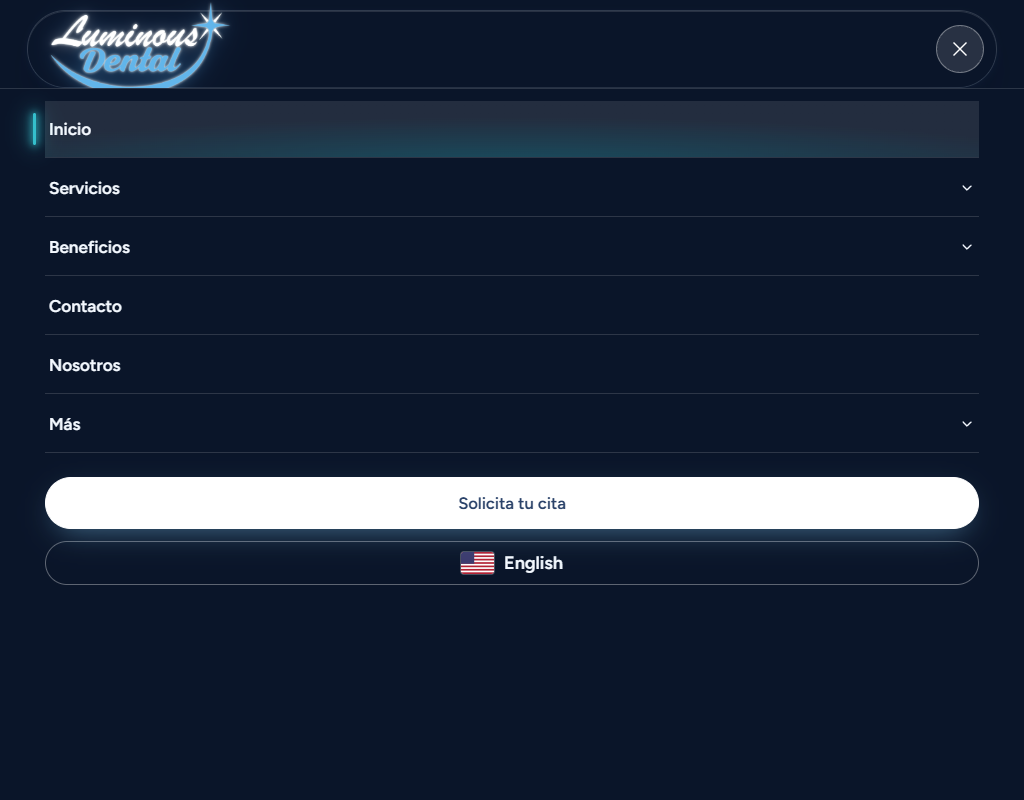 Luminous
Dental
Inicio
Servicios
Beneficios
Contacto
Nosotros
Más
Solicita tu cita
English